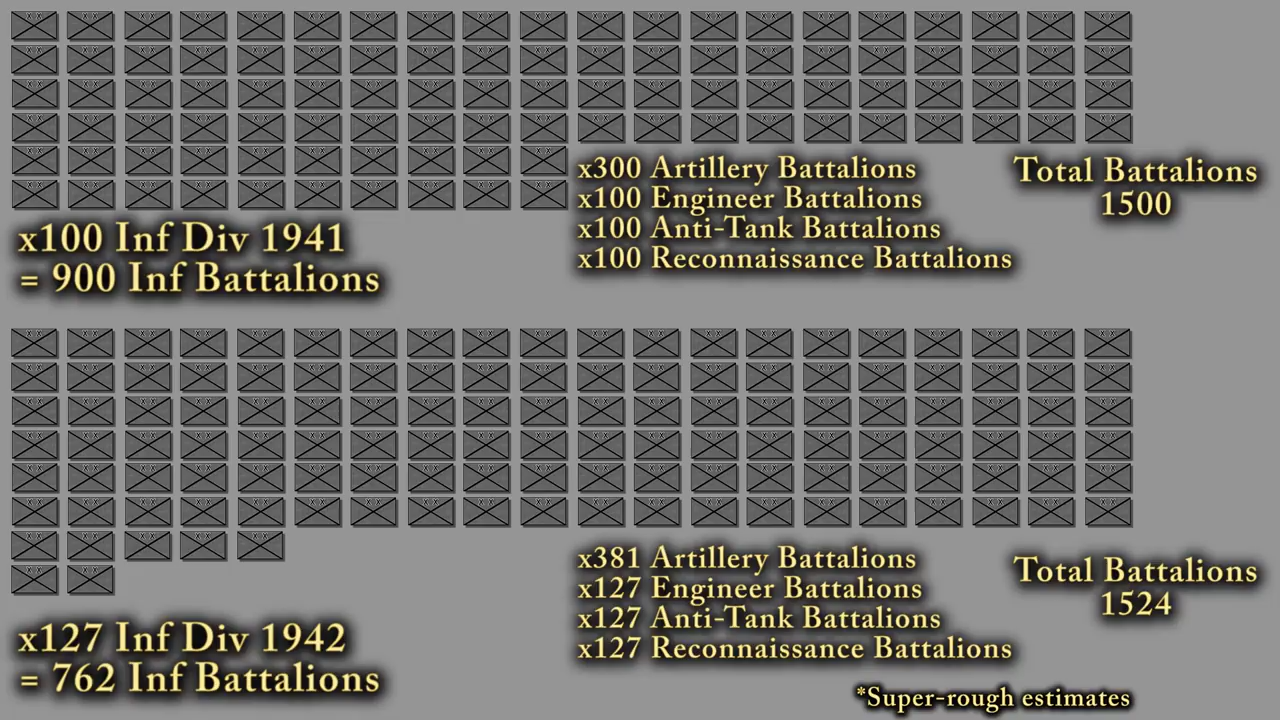 x300 Artillery Battalions
x100 Engineer Battalions
x100 Anti-Tank Battalions
x100 Reconnaissance Battalions
Total Battalions
1500
x100 Inf Div 1941
= 900 Inf Battalions
x381 Artillery Battalions
x127 Engineer Battalions
x127 Anti-Tank Battalions
x127 Reconnaissance Battalions
Total Battalions
1524
x127 Inf Div 1942
= 762 Inf Battalions
*Super-rough estimates